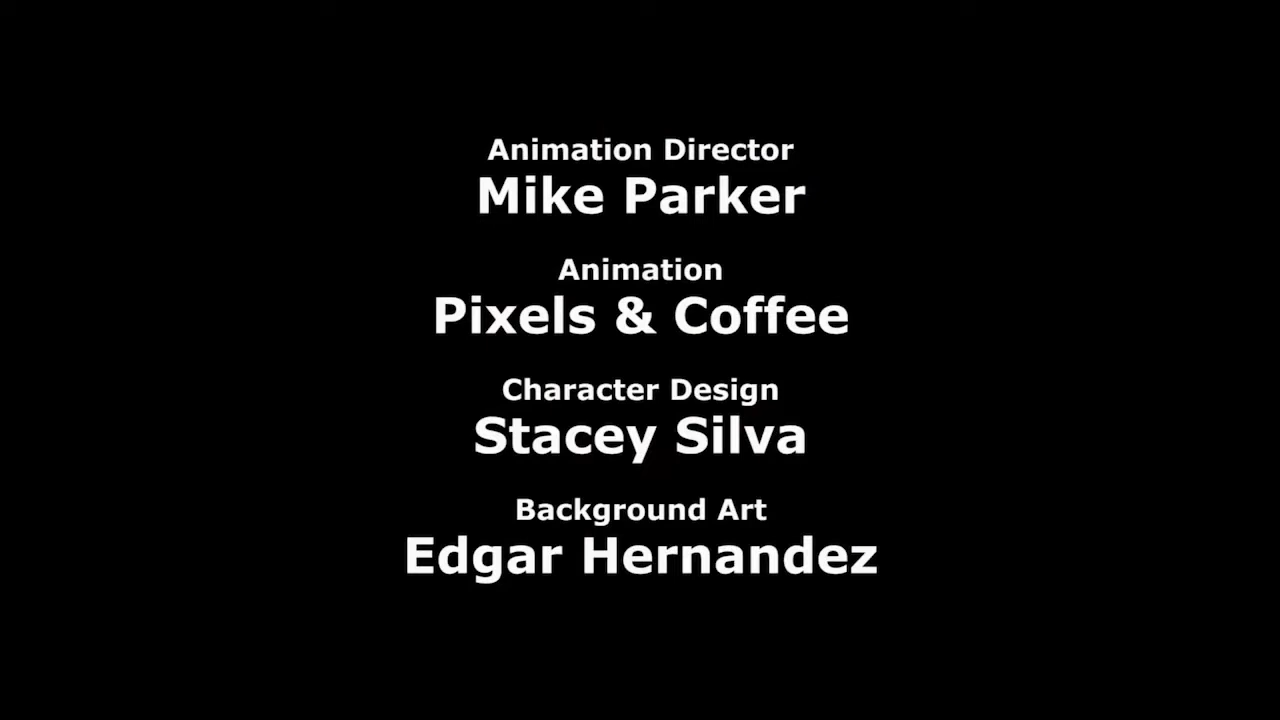 Animation Director
Mike Parker
Animation
Pixels & Coffee
Character Design
Stacey Silva
Background Art
Edgar Hernandez